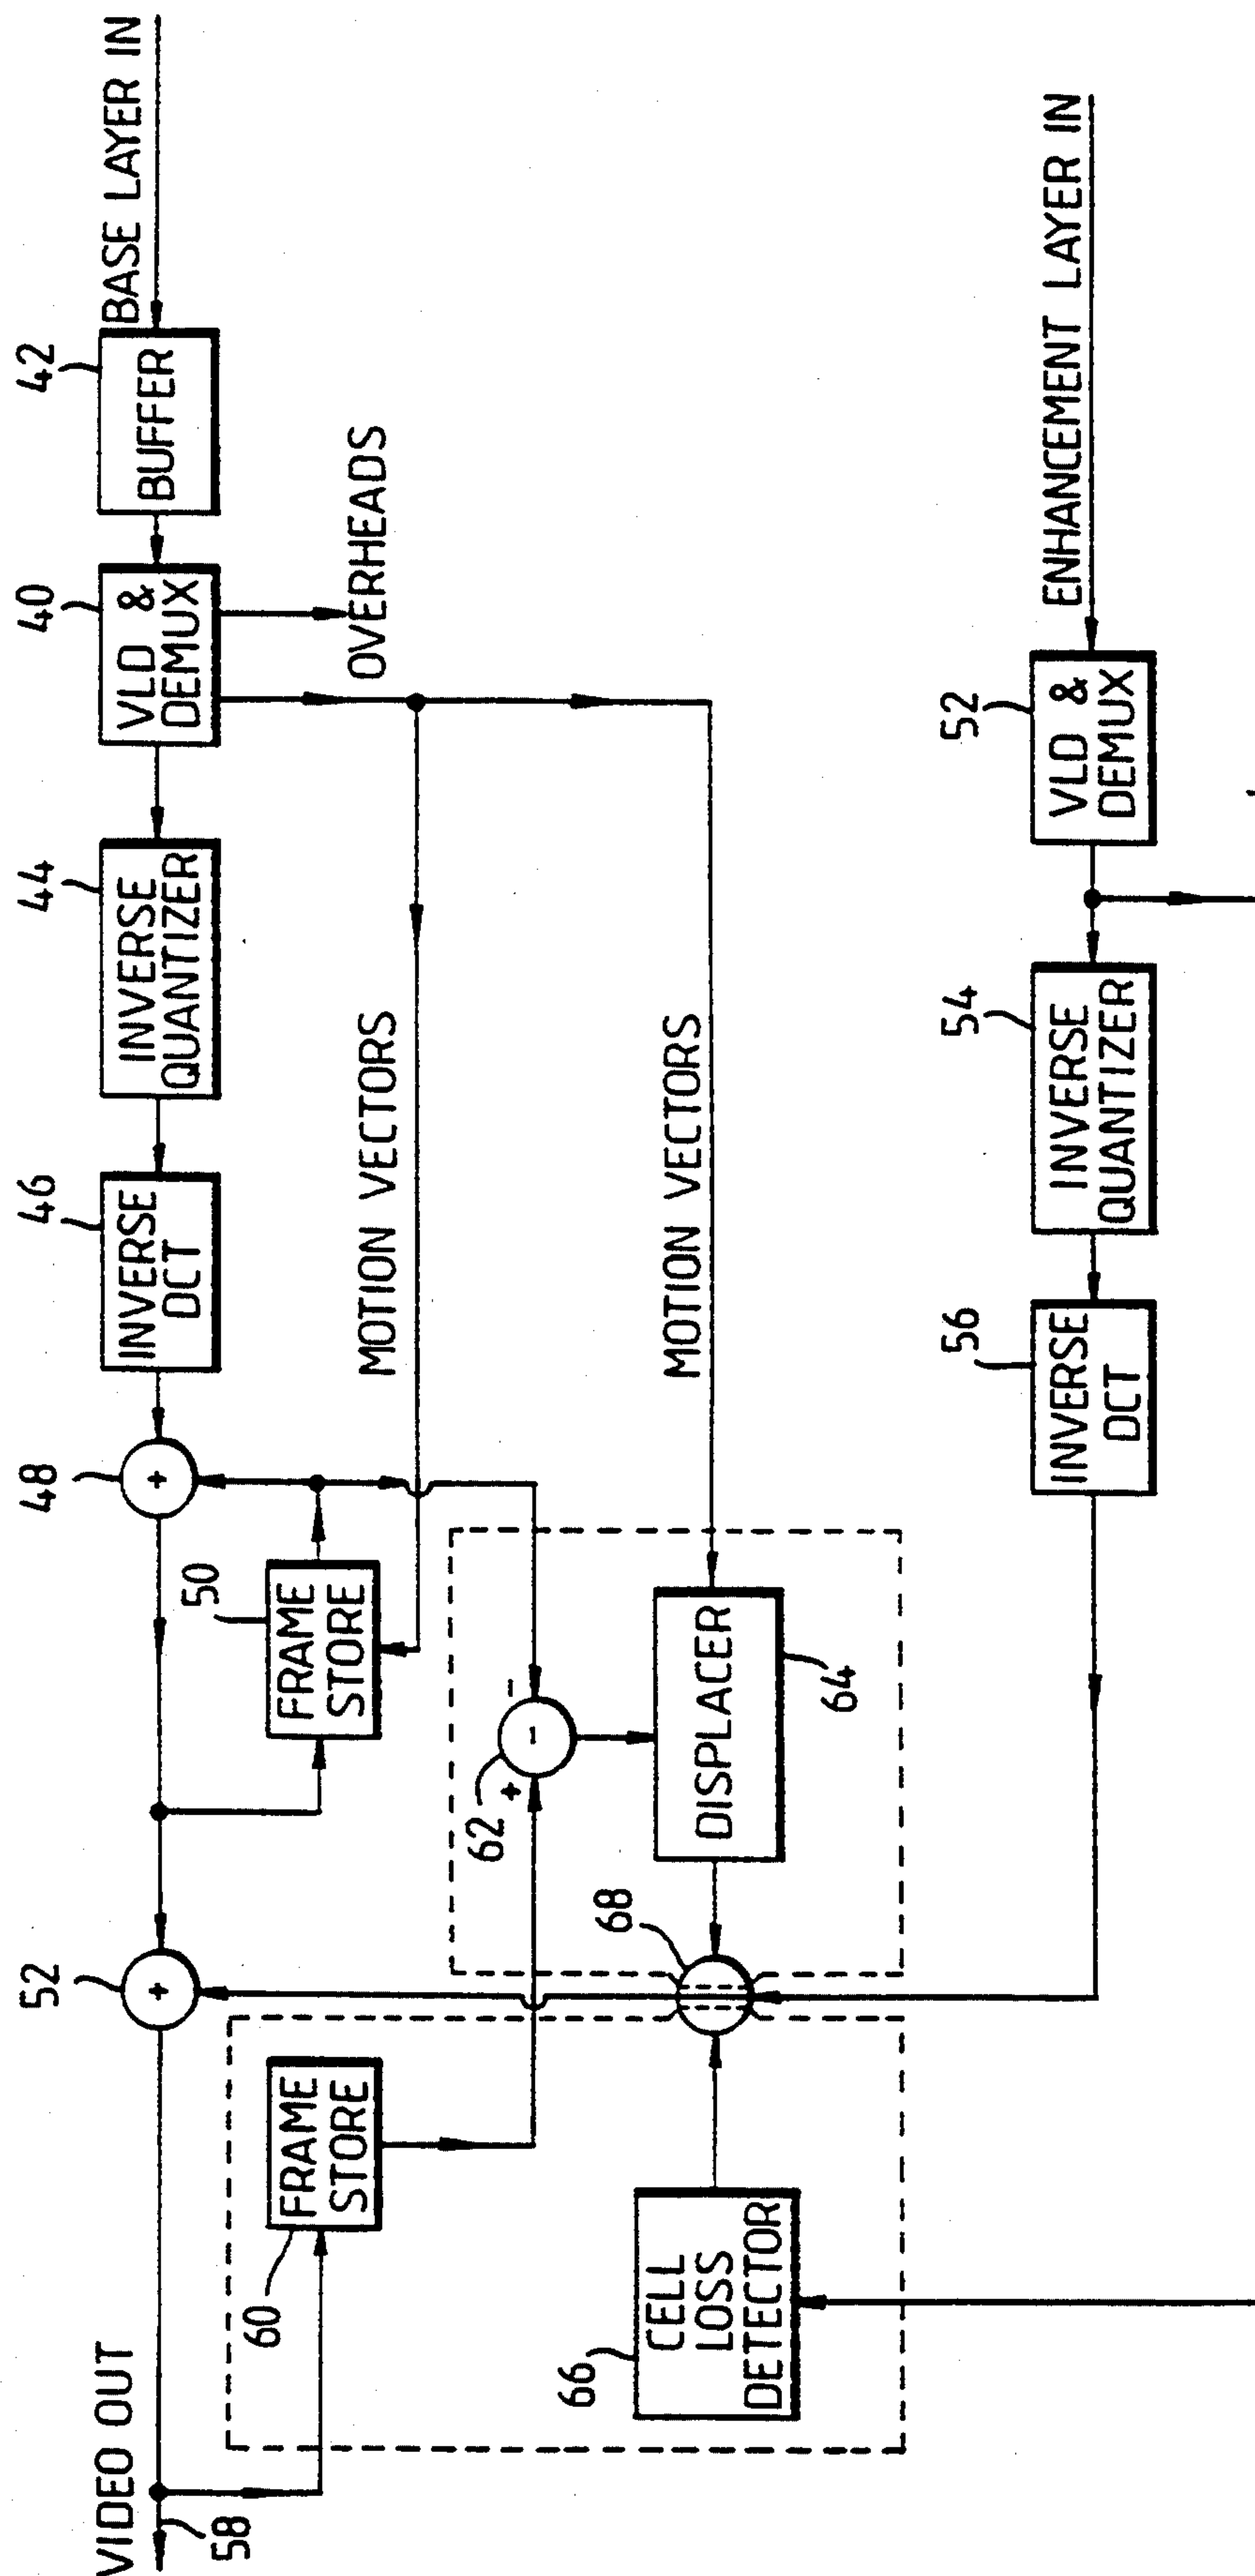 BASE LAYER IN
42
BUFFER
40
VLD &
DEMUX
OVERHEADS
44
INVERSE
QUANTIZER
46
INVERSE
DCT
MOTION VECTORS
MOTION VECTORS
48
+
50
FRAME
STORE
52
+
62
+
-
-
DISPLACER
64
68
60
FRAME
STORE
66
CELL
LOSS
DETECTOR
VIDEO OUT
58
ENHANCEMENT LAYER IN
52
VLD &
DEMUX
54
INVERSE
QUANTIZER
56
INVERSE
DCT